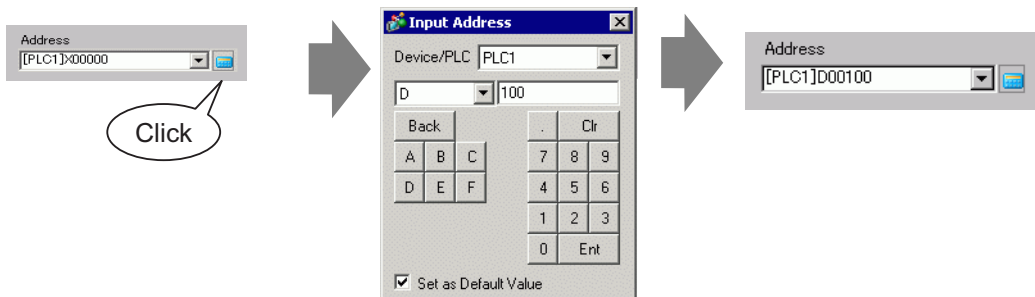 Address
[PLC1]X00000
Click
Input Address
Device/PLC PLC1
D 100
Back . Clr
A B C 7 8 9
D E F 4 5 6
1 2 3
0 Ent
Set as Default Value
Address
[PLC1]D00100